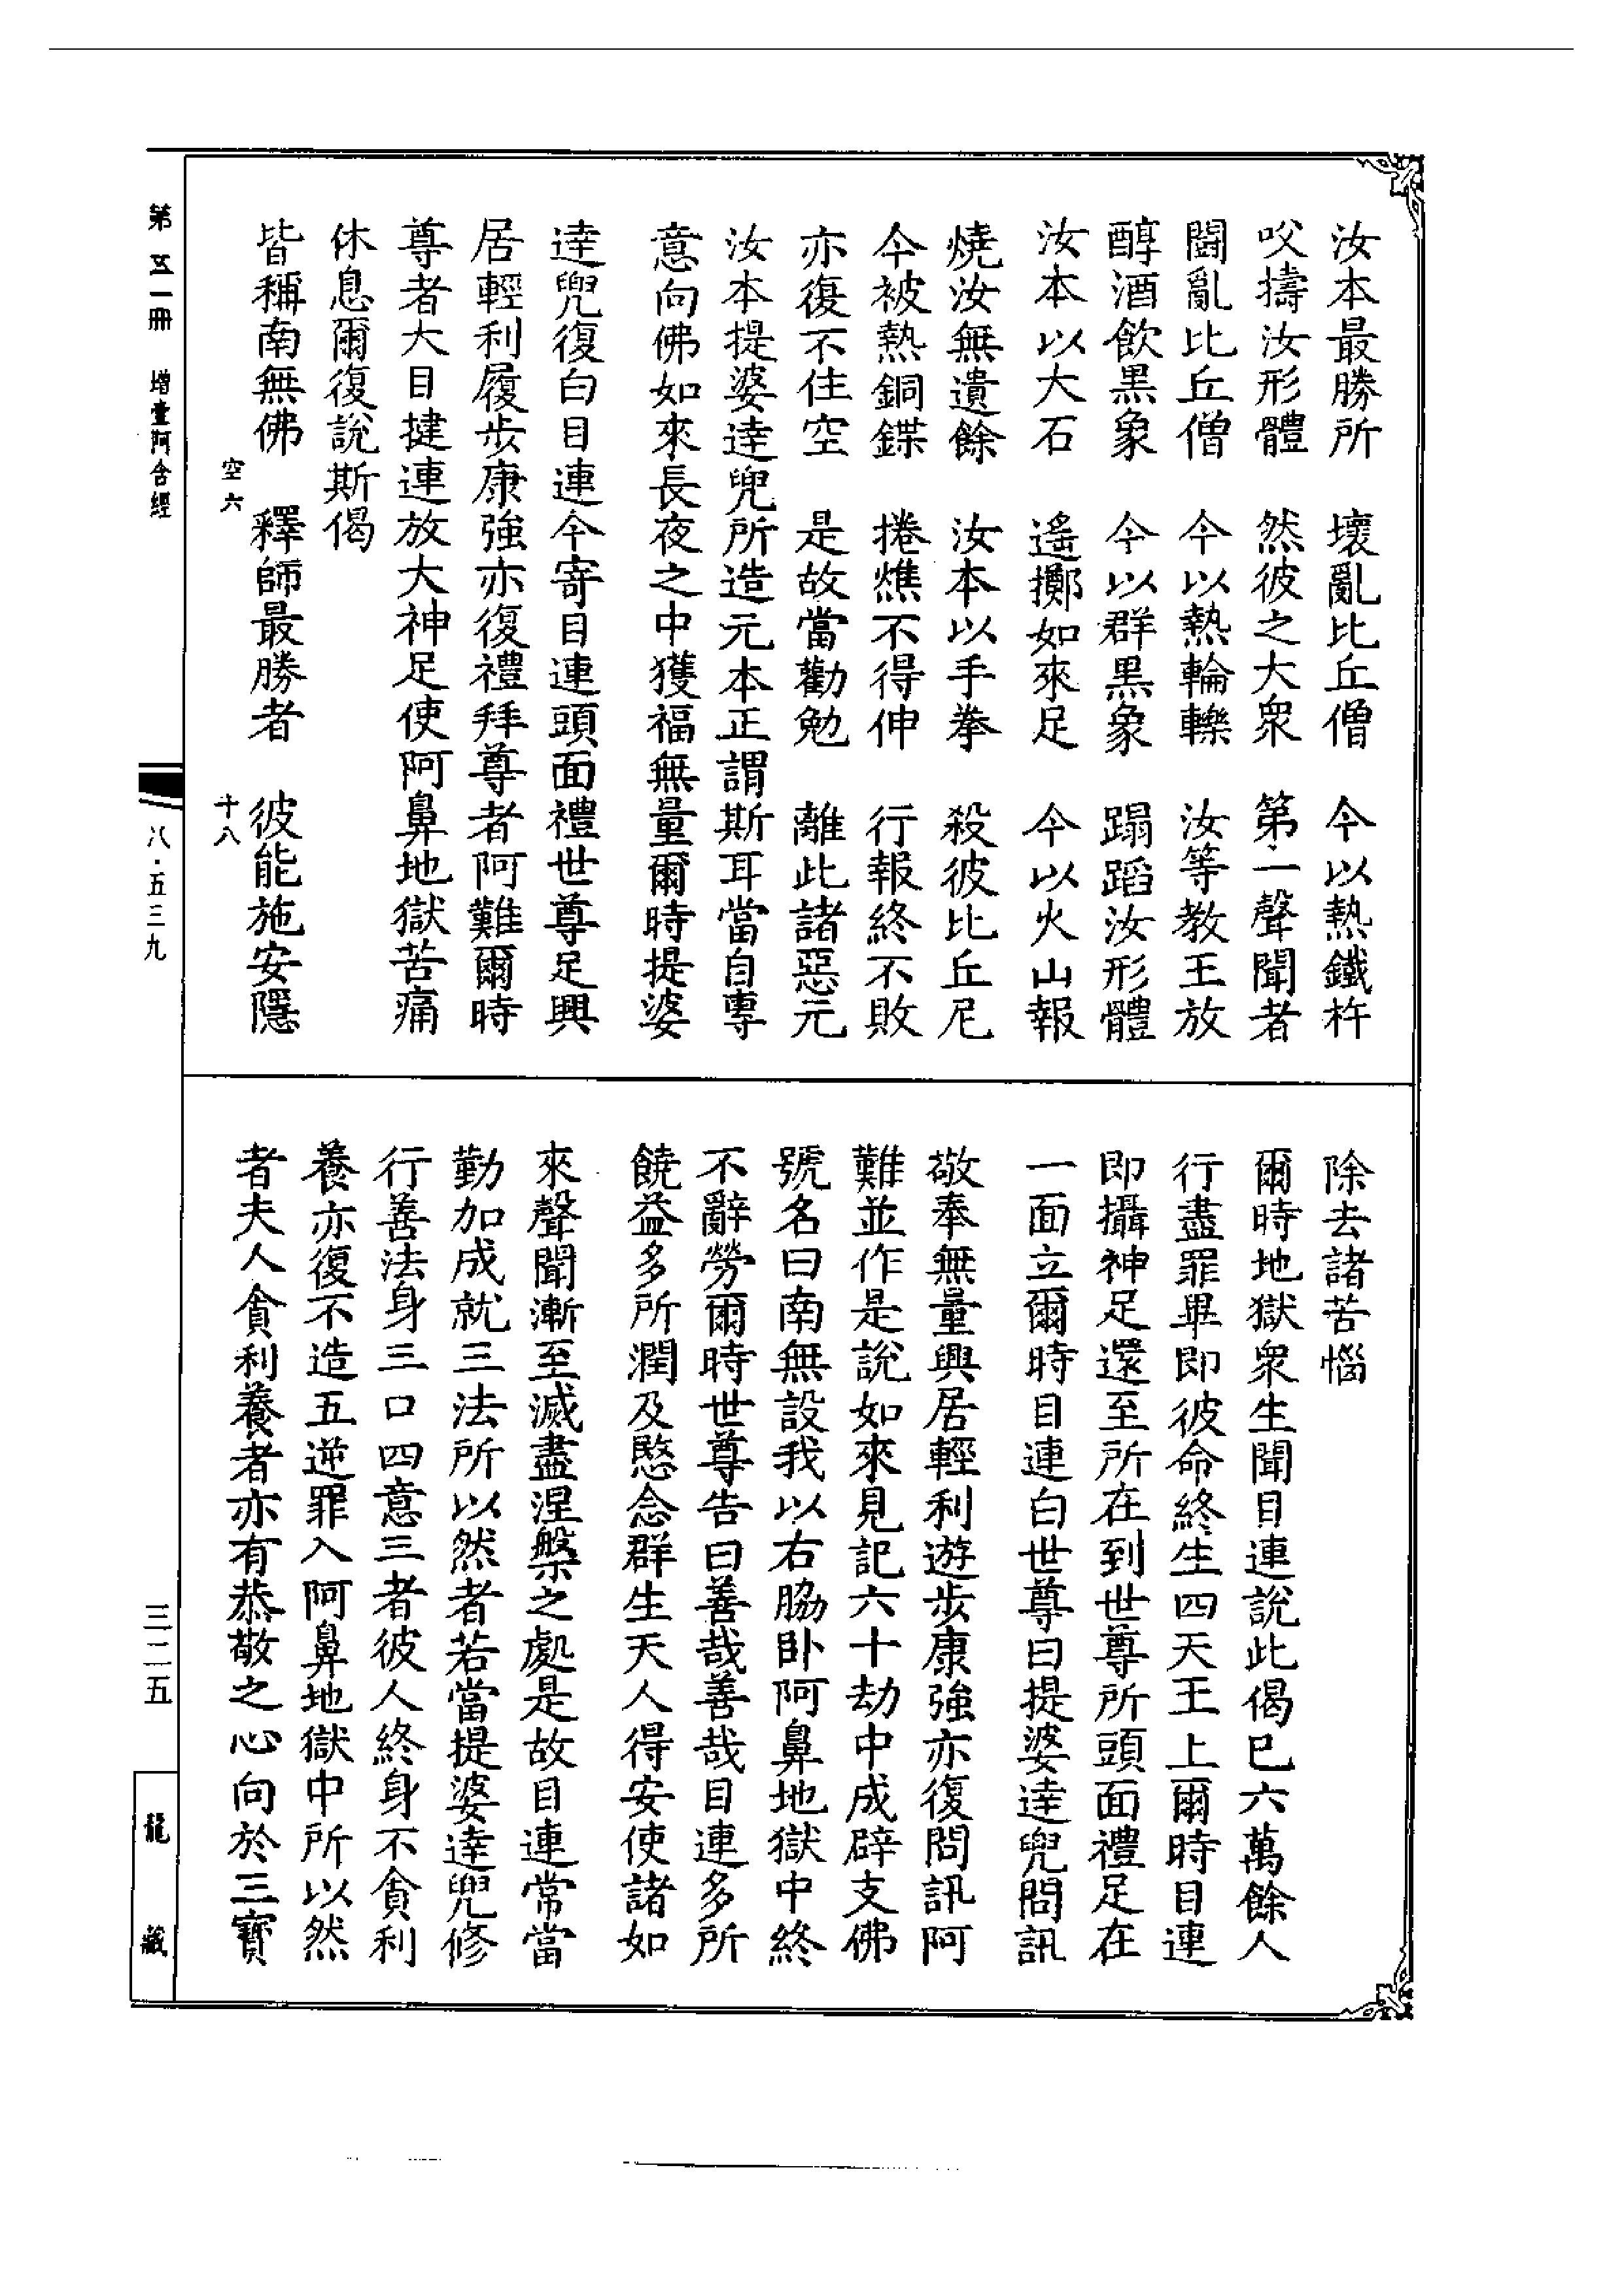 汝本最勝所　壞亂比丘僧　今以熱鐵杵
㕮擣汝形體　然彼之大眾　第一聲聞者
鬪亂比丘僧　今以熱輪轢　汝等教王放
醇酒飲黑象　今以群黑象　蹋蹈汝形體
汝本以大石　遙擲如來足　今以火山報
燒汝無遺餘　汝本以手拳　殺彼比丘尼
今被熱銅鍱　捲燋不得伸　行報終不敗
亦復不住空　是故當勸勉　離此諸惡元
汝本提婆達兜所造元本正謂斯耳當自專
意向佛如來長夜之中獲福無量爾時提婆
達兜復白目連今寄目連頭面禮世尊足興
居輕利履步康強亦復禮拜尊者阿難爾時
尊者大目揵連放大神足使阿鼻地獄苦痛
休息爾復說斯偈
皆稱南無佛　釋師最勝者　彼能施安隱
空六
十八
除去諸苦惱
爾時地獄眾生聞目連說此偈已六萬餘人
行盡罪畢即彼命終生四天王上爾時目連
即攝神足還至所在到世尊所頭面禮足在
一面立爾時目連白世尊曰提婆達兜問訊
敬奉無量興居輕利遊步康強亦復問訊阿
難並作是說如來見記六十劫中成辟支佛
號名曰南無設我以右脇臥阿鼻地獄中終
不辭勞爾時世尊告曰善哉善哉目連多所
饒益多所潤及愍念群生天人得安使諸如
來聲聞漸至滅盡涅槃之處是故目連常當
勤加成就三法所以然者若當提婆達兜修
行善法身三口四意三者彼人終身不貪利
養亦復不造五逆罪入阿鼻地獄中所以然
者夫人貪利養者亦有恭敬之心向於三寶
第五一冊　增壹阿含經
八·五三九
三二五
龍藏